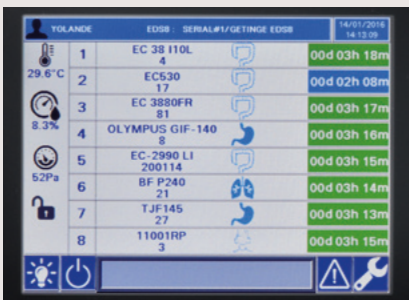 YOLANDE
EDS8 : SERIAL#1/GETINGE EDS8
14/01/2016
14:13:09
29.6°C
8.3%
52Pa
1 EC 38 I10L 00d 03h 18m
4
2 EC530 00d 02h 08m
17
3 EC 3880FR 00d 03h 17m
81
4 OLYMPUS GIF-140 00d 03h 16m
8
5 EC-2990 LI 00d 03h 15m
200114
6 BF P240 00d 03h 14m
21
7 TJF145 00d 03h 13m
27
8 11001RP 00d 03h 15m
3